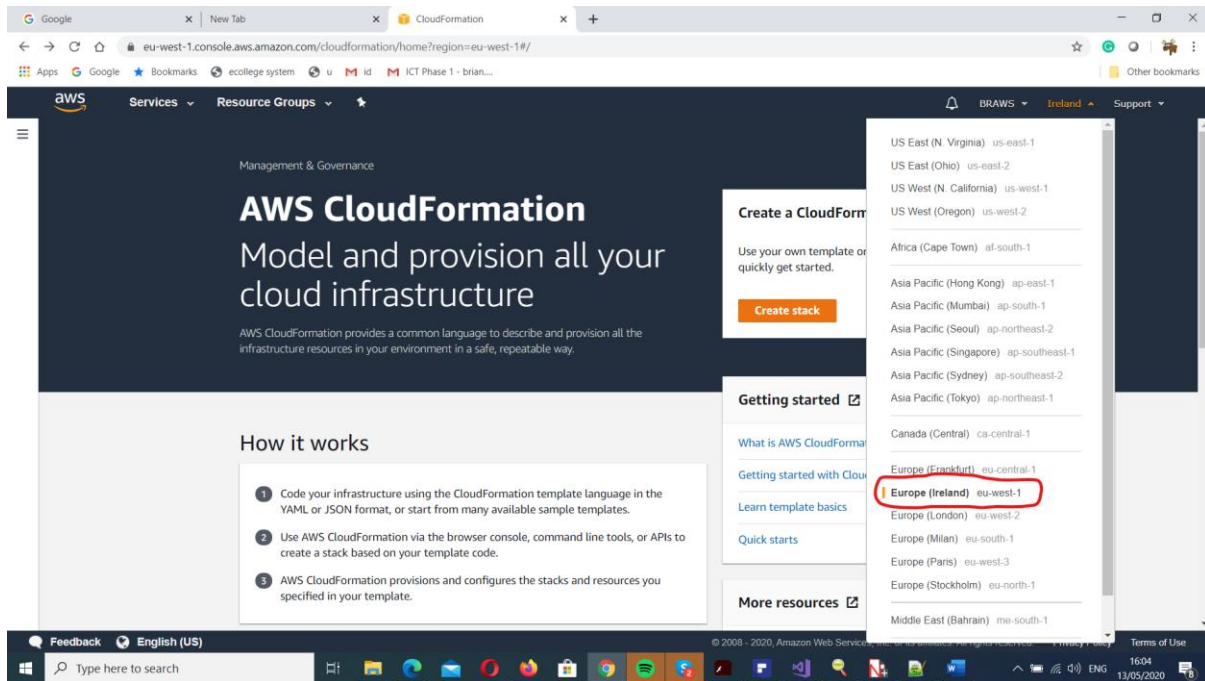 Google
New Tab
CloudFormation
eu-west-1.console.aws.amazon.com/cloudformation/home?region=eu-west-1#/
Apps Google Bookmarks ecollege system u id ICT Phase 1 - brian.... Other bookmarks
aws Services Resource Groups BRAWS Ireland Support
Management & Governance
AWS CloudFormation
Model and provision all your
cloud infrastructure
AWS CloudFormation provides a common language to describe and provision all the
infrastructure resources in your environment in a safe, repeatable way.
Create a CloudForm
Use your own template or
quickly get started.
Create stack
How it works
1 Code your infrastructure using the CloudFormation template language in the
YAML or JSON format, or start from many available sample templates.
2 Use AWS CloudFormation via the browser console, command line tools, or APIs to
create a stack based on your template code.
3 AWS CloudFormation provisions and configures the stacks and resources you
specified in your template.
Getting started
What is AWS CloudForma
Getting started with Clou
Learn template basics
Quick starts
More resources
US East (N. Virginia) us-east-1
US East (Ohio) us-east-2
US West (N. California) us-west-1
US West (Oregon) us-west-2
Africa (Cape Town) af-south-1
Asia Pacific (Hong Kong) ap-east-1
Asia Pacific (Mumbai) ap-south-1
Asia Pacific (Seoul) ap-northeast-2
Asia Pacific (Singapore) ap-southeast-1
Asia Pacific (Sydney) ap-southeast-2
Asia Pacific (Tokyo) ap-northeast-1
Canada (Central) ca-central-1
Europe (Frankfurt) eu-central-1
Europe (Ireland) eu-west-1
Europe (London) eu-west-2
Europe (Milan) eu-south-1
Europe (Paris) eu-west-3
Europe (Stockholm) eu-north-1
Middle East (Bahrain) me-south-1
Feedback English (US) © 2008 - 2020, Amazon Web Services, Terms of Use
Type here to search
ENG
16:04
13/05/2020